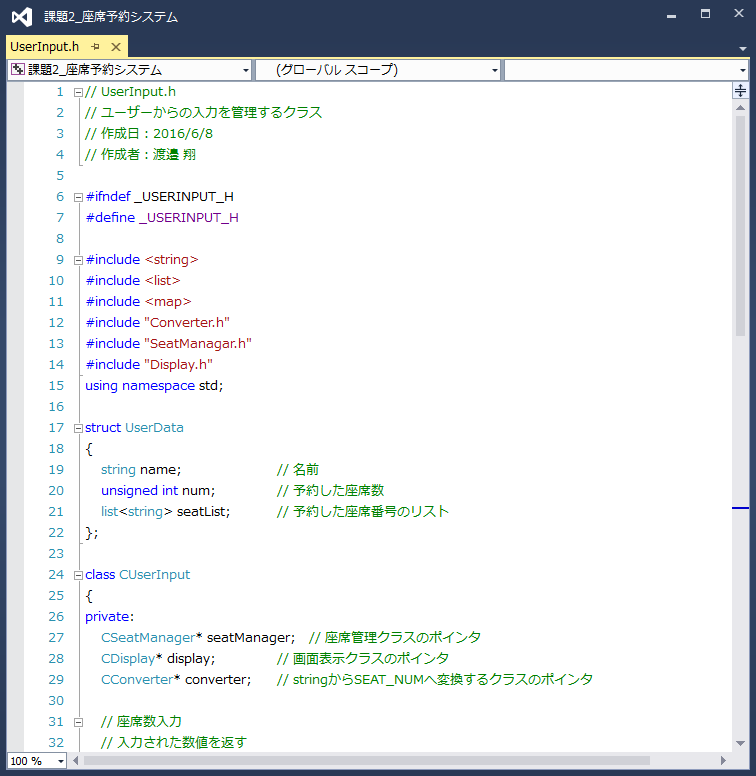 課題2_座席予約システム
UserInput.h
課題2_座席予約システム
(グローバル スコープ)
1 // UserInput.h
2 // ユーザーからの入力を管理するクラス
3 // 作成日：2016/6/8
4 // 作成者：渡邉 翔
5
6 #ifndef _USERINPUT_H
7 #define _USERINPUT_H
8
9 #include <string>
10 #include <list>
11 #include <map>
12 #include "Converter.h"
13 #include "SeatManagar.h"
14 #include "Display.h"
15 using namespace std;
16
17 struct UserData
18 {
19 string name; // 名前
20 unsigned int num; // 予約した座席数
21 list<string> seatList; // 予約した座席番号のリスト
22 };
23
24 class CUserInput
25 {
26 private:
27 CSeatManager* seatManager; // 座席管理クラスのポインタ
28 CDisplay* display; // 画面表示クラスのポインタ
29 CConverter* converter; // stringからSEAT_NUMへ変換するクラスのポインタ
30
31 // 座席数入力
32 // 入力された数値を返す
100 %